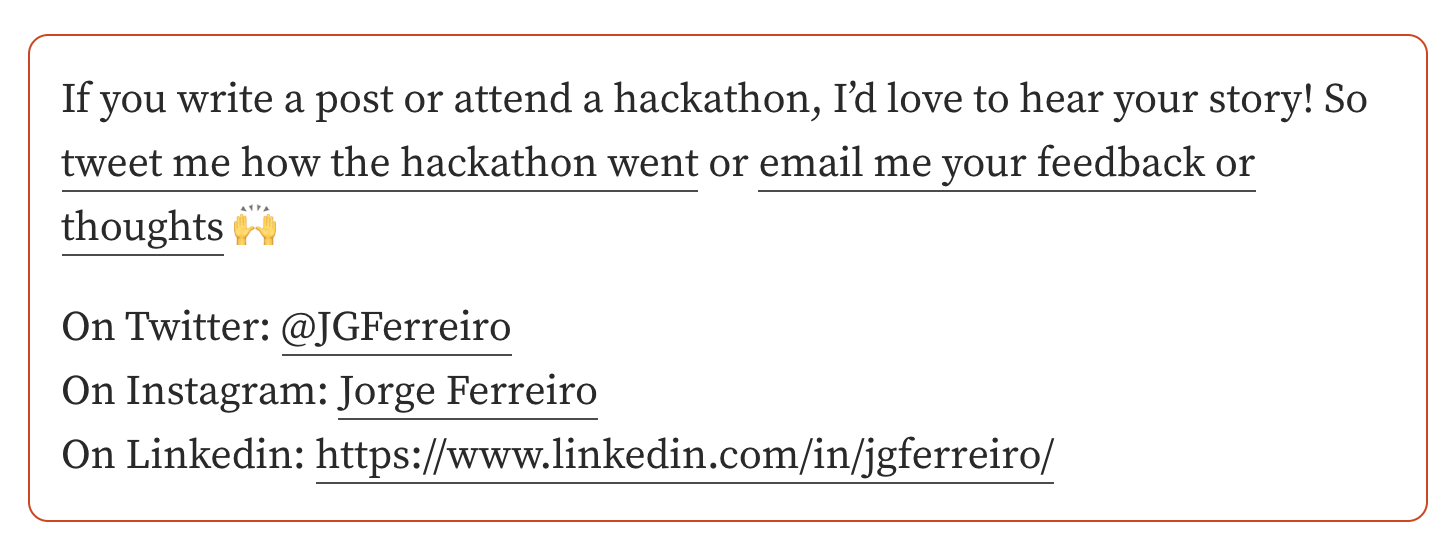 If you write a post or attend a hackathon, I’d love to hear your story! So
tweet me how the hackathon went or email me your feedback or
thoughts 🙌
On Twitter: @JGFerreiro
On Instagram: Jorge Ferreiro
On Linkedin: https://www.linkedin.com/in/jgferreiro/